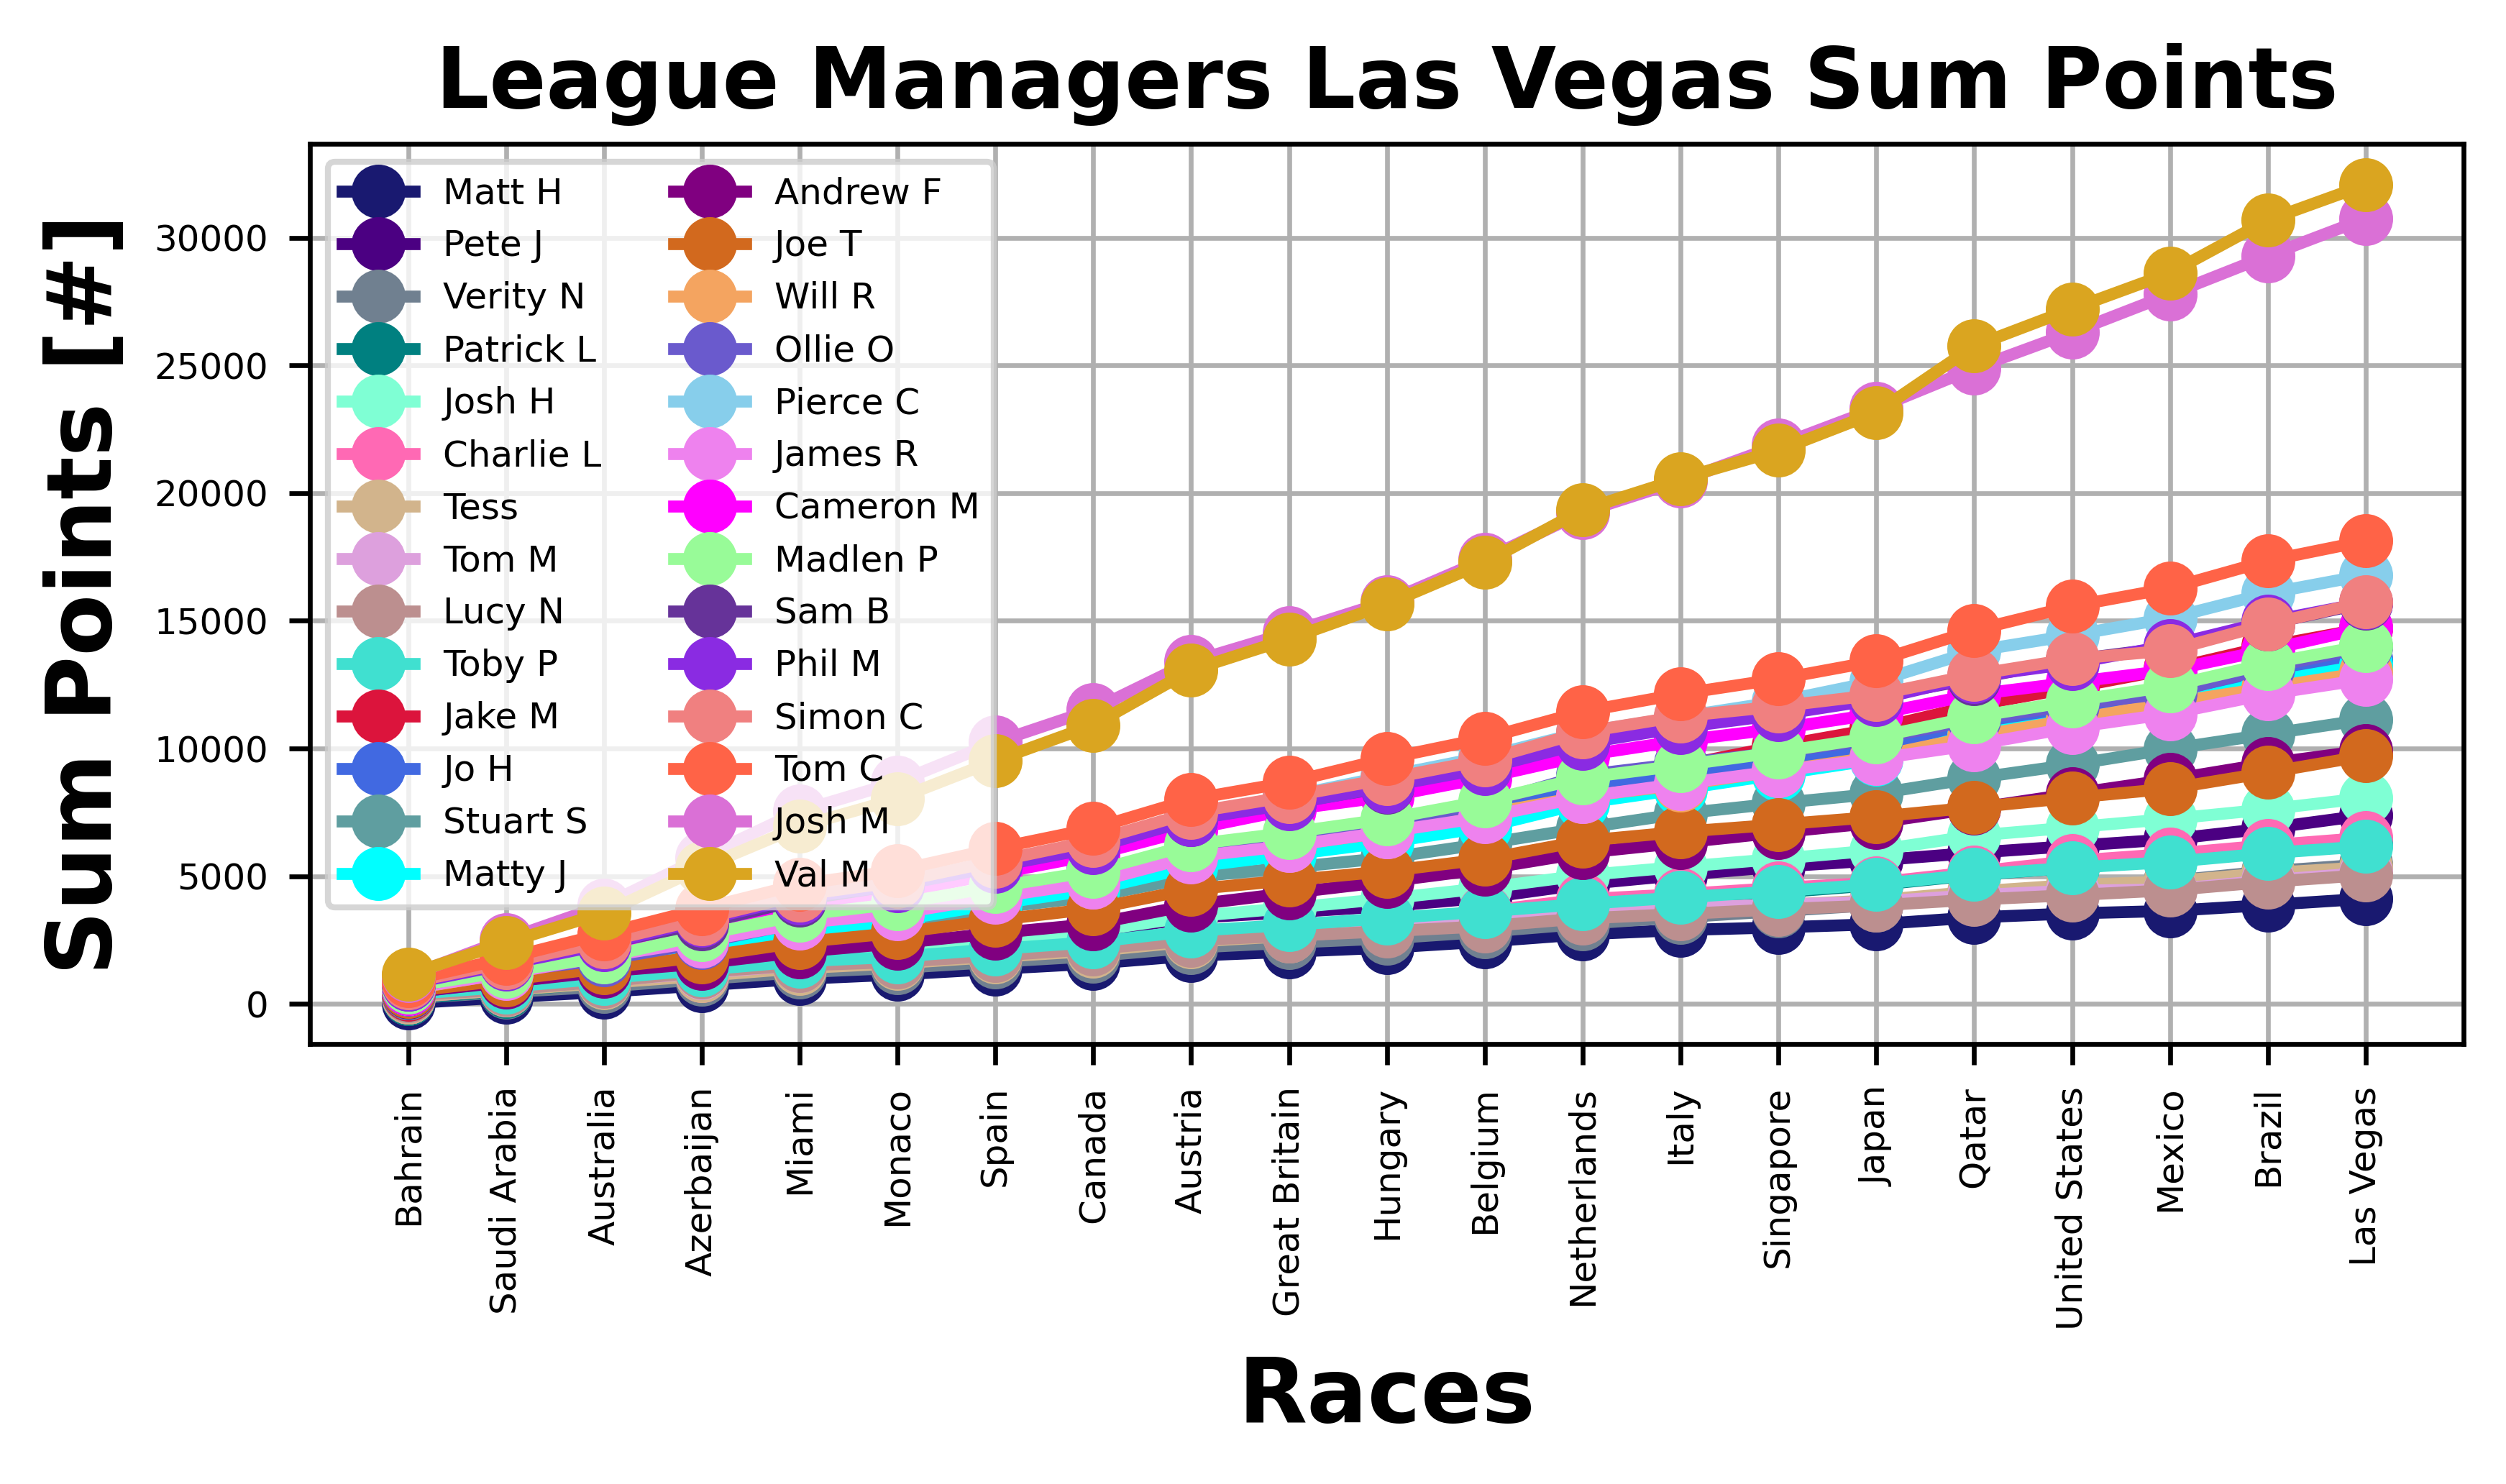 League Managers Las Vegas Sum Points
Sum Points [#]
30000
25000
20000
15000
10000
5000
0
Matt H
Pete J
Verity N
Patrick L
Josh H
Charlie L
Tess
Tom M
Lucy N
Toby P
Jake M
Jo H
Stuart S
Matty J
Andrew F
Joe T
Will R
Ollie O
Pierce C
James R
Cameron M
Madlen P
Sam B
Phil M
Simon C
Tom C
Josh M
Val M
Bahrain
Saudi Arabia
Australia
Azerbaijan
Miami
Monaco
Spain
Canada
Austria
Great Britain
Hungary
Belgium
Netherlands
Italy
Singapore
Japan
Qatar
United States
Mexico
Brazil
Las Vegas
Races